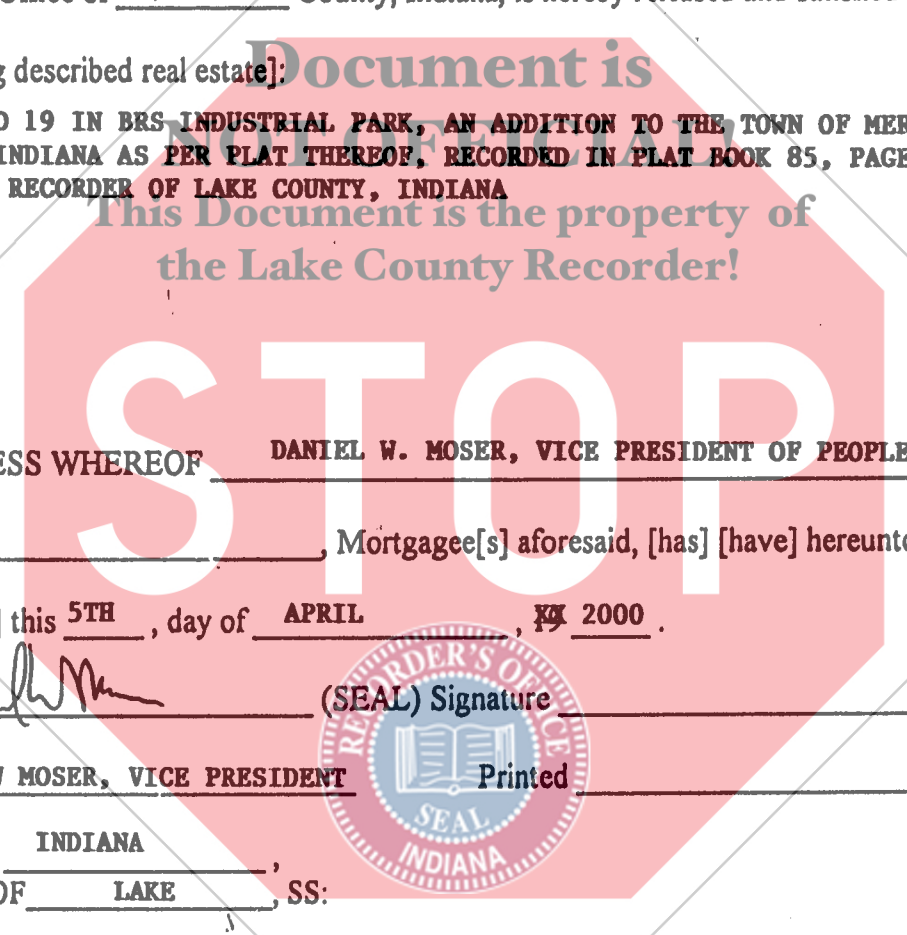 County, Indiana, is hereby released and
Document is
g described real estate]:
D 19 IN BRS INDUSTRIAL PARK, AN ADDITION TO THE TOWN OF MER
NOT OFFICIAL!
INDIANA AS PER PLAT THEREOF, RECORDED IN PLAT BOOK 85, PAGE
RECORDER OF LAKE COUNTY, INDIANA
This Document is the property of
the Lake County Recorder!
STOP
ESS WHEREOF DANIEL W. MOSER, VICE PRESIDENT OF PEOPLE
, Mortgagee[s] aforesaid, [has] [have] hereunto
this 5TH , day of APRIL , 19 2000 .
(SEAL) Signature
RECORDER'S OFFICE
W MOSER, VICE PRESIDENT Printed
SEAL
INDIANA
INDIANA ,
OF LAKE , SS: